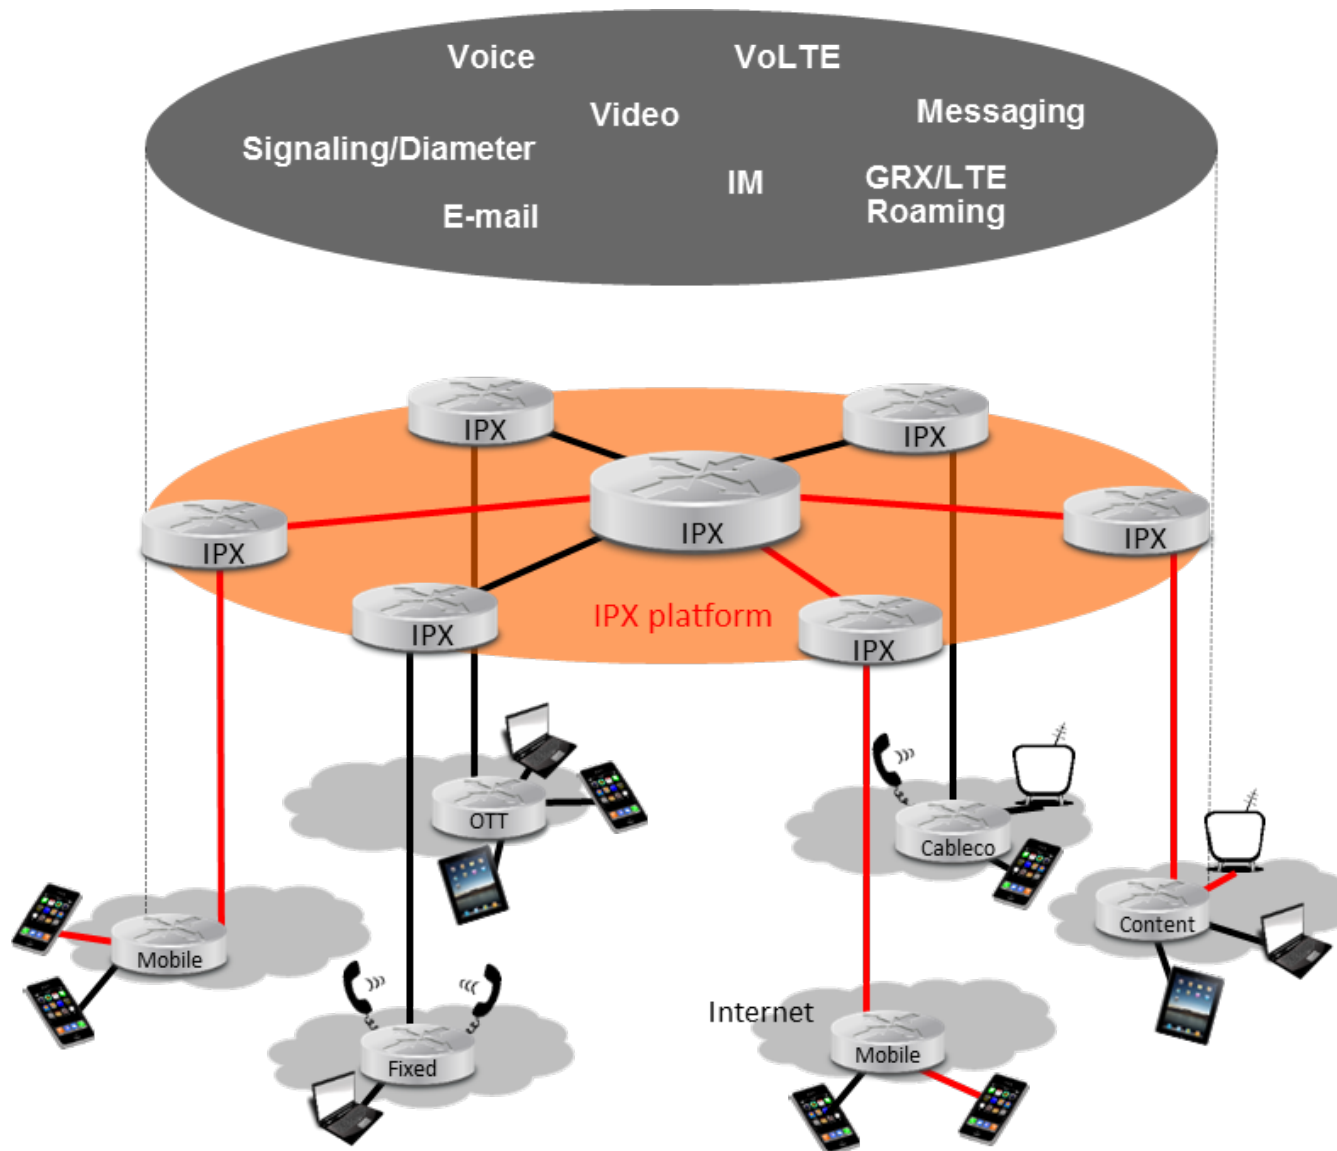 Voice
VoLTE
Video
Messaging
Signaling/Diameter
IM
GRX/LTE
Roaming
E-mail
IPX
IPX
IPX
IPX
IPX
IPX platform
IPX
IPX
OTT
Cableco
Content
Mobile
Internet
Fixed
Mobile